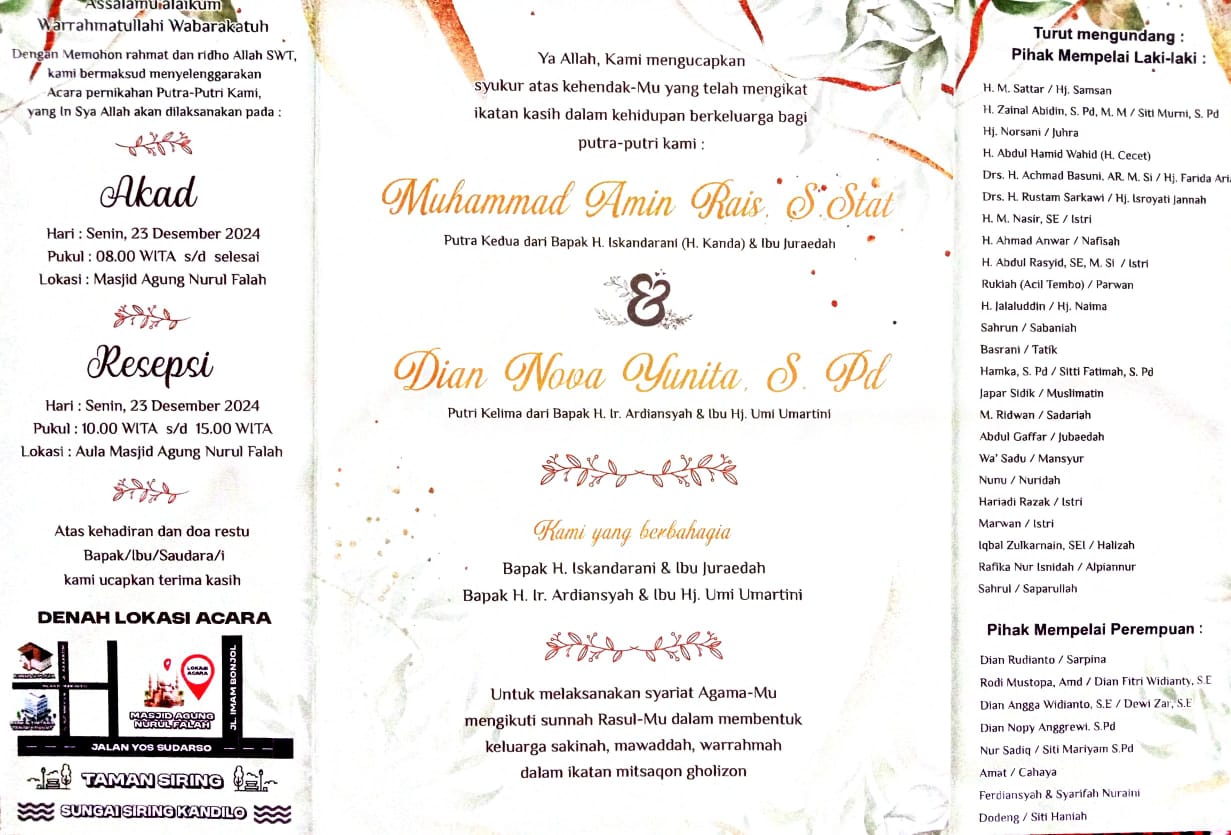 Assalamu'alaikum
Warrahmatullahi Wabarakatuh
Dengan Memohon rahmat dan ridho Allah SWT,
kami bermaksud menyelenggarakan
Acara pernikahan Putra-Putri Kami,
yang In Sya Allah akan dilaksanakan pada :
Akad
Hari : Senin, 23 Desember 2024
Pukul : 08.00 WITA s/d selesai
Lokasi : Masjid Agung Nurul Falah
Resepsi
Hari : Senin, 23 Desember 2024
Pukul : 10.00 WITA s/d 15.00 WITA
Lokasi : Aula Masjid Agung Nurul Falah
Atas kehadiran dan doa restu
Bapak/Ibu/Saudara/i
kami ucapkan terima kasih
DENAH LOKASI ACARA
LOKASI
ACARA
MASJID AGUNG
NURUL FALAH
JL. IMAM BONJOL
JALAN YOS SUDARSO
TAMAN SIRING
SUNGAI SIRING KANDILO
Ya Allah, Kami mengucapkan
syukur atas kehendak-Mu yang telah mengikat
ikatan kasih dalam kehidupan berkeluarga bagi
putra-putri kami :
Muhammad Amin Rais, S.Stat
Putra Kedua dari Bapak H. Iskandarani (H. Kanda) & Ibu Juraedah
&
Dian Nova Yunita, S. Pd
Putri Kelima dari Bapak H. Ir. Ardiansyah & Ibu Hj. Umi Umartini
Kami yang berbahagia
Bapak H. Iskandarani & Ibu Juraedah
Bapak H. Ir. Ardiansyah & Ibu Hj. Umi Umartini
Untuk melaksanakan syariat Agama-Mu
mengikuti sunnah Rasul-Mu dalam membentuk
keluarga sakinah, mawaddah, warrahmah
dalam ikatan mitsaqon gholizon
Turut mengundang :
Pihak Mempelai Laki-laki :
H. M. Sattar / Hj. Samsan
H. Zainal Abidin, S. Pd, M. M / Siti Murni, S. Pd
Hj. Norsani / Juhra
H. Abdul Hamid Wahid (H. Cecet)
Drs. H. Achmad Basuni, AR. M. Si / Hj. Farida Aria
Drs. H. Rustam Sarkawi / Hj. Isroyati Jannah
H. M. Nasir, SE / Istri
H. Ahmad Anwar / Nafisah
H. Abdul Rasyid, SE, M. Si / Istri
Rukiah (Acil Tembo) / Parwan
H. Jalaluddin / Hj. Naima
Sahrun / Sabaniah
Basrani / Tatik
Hamka, S. Pd / Sitti Fatimah, S. Pd
Japar Sidik / Muslimatin
M. Ridwan / Sadariah
Abdul Gaffar / Jubaedah
Wa' Sadu / Mansyur
Nunu / Nuridah
Hariadi Razak / Istri
Marwan / Istri
Iqbal Zulkarnain, SEI / Halizah
Rafika Nur Isnidah / Alpiannur
Sahrul / Saparullah
Pihak Mempelai Perempuan :
Dian Rudianto / Sarpina
Rodi Mustopa, Amd / Dian Fitri Widianty, S.E
Dian Angga Widianto, S.E / Dewi Zar, S.E
Dian Nopy Anggrewi. S.Pd
Nur Sadiq / Siti Mariyam S.Pd
Amat / Cahaya
Ferdiansyah & Syarifah Nuraini
Dodeng / Siti Haniah